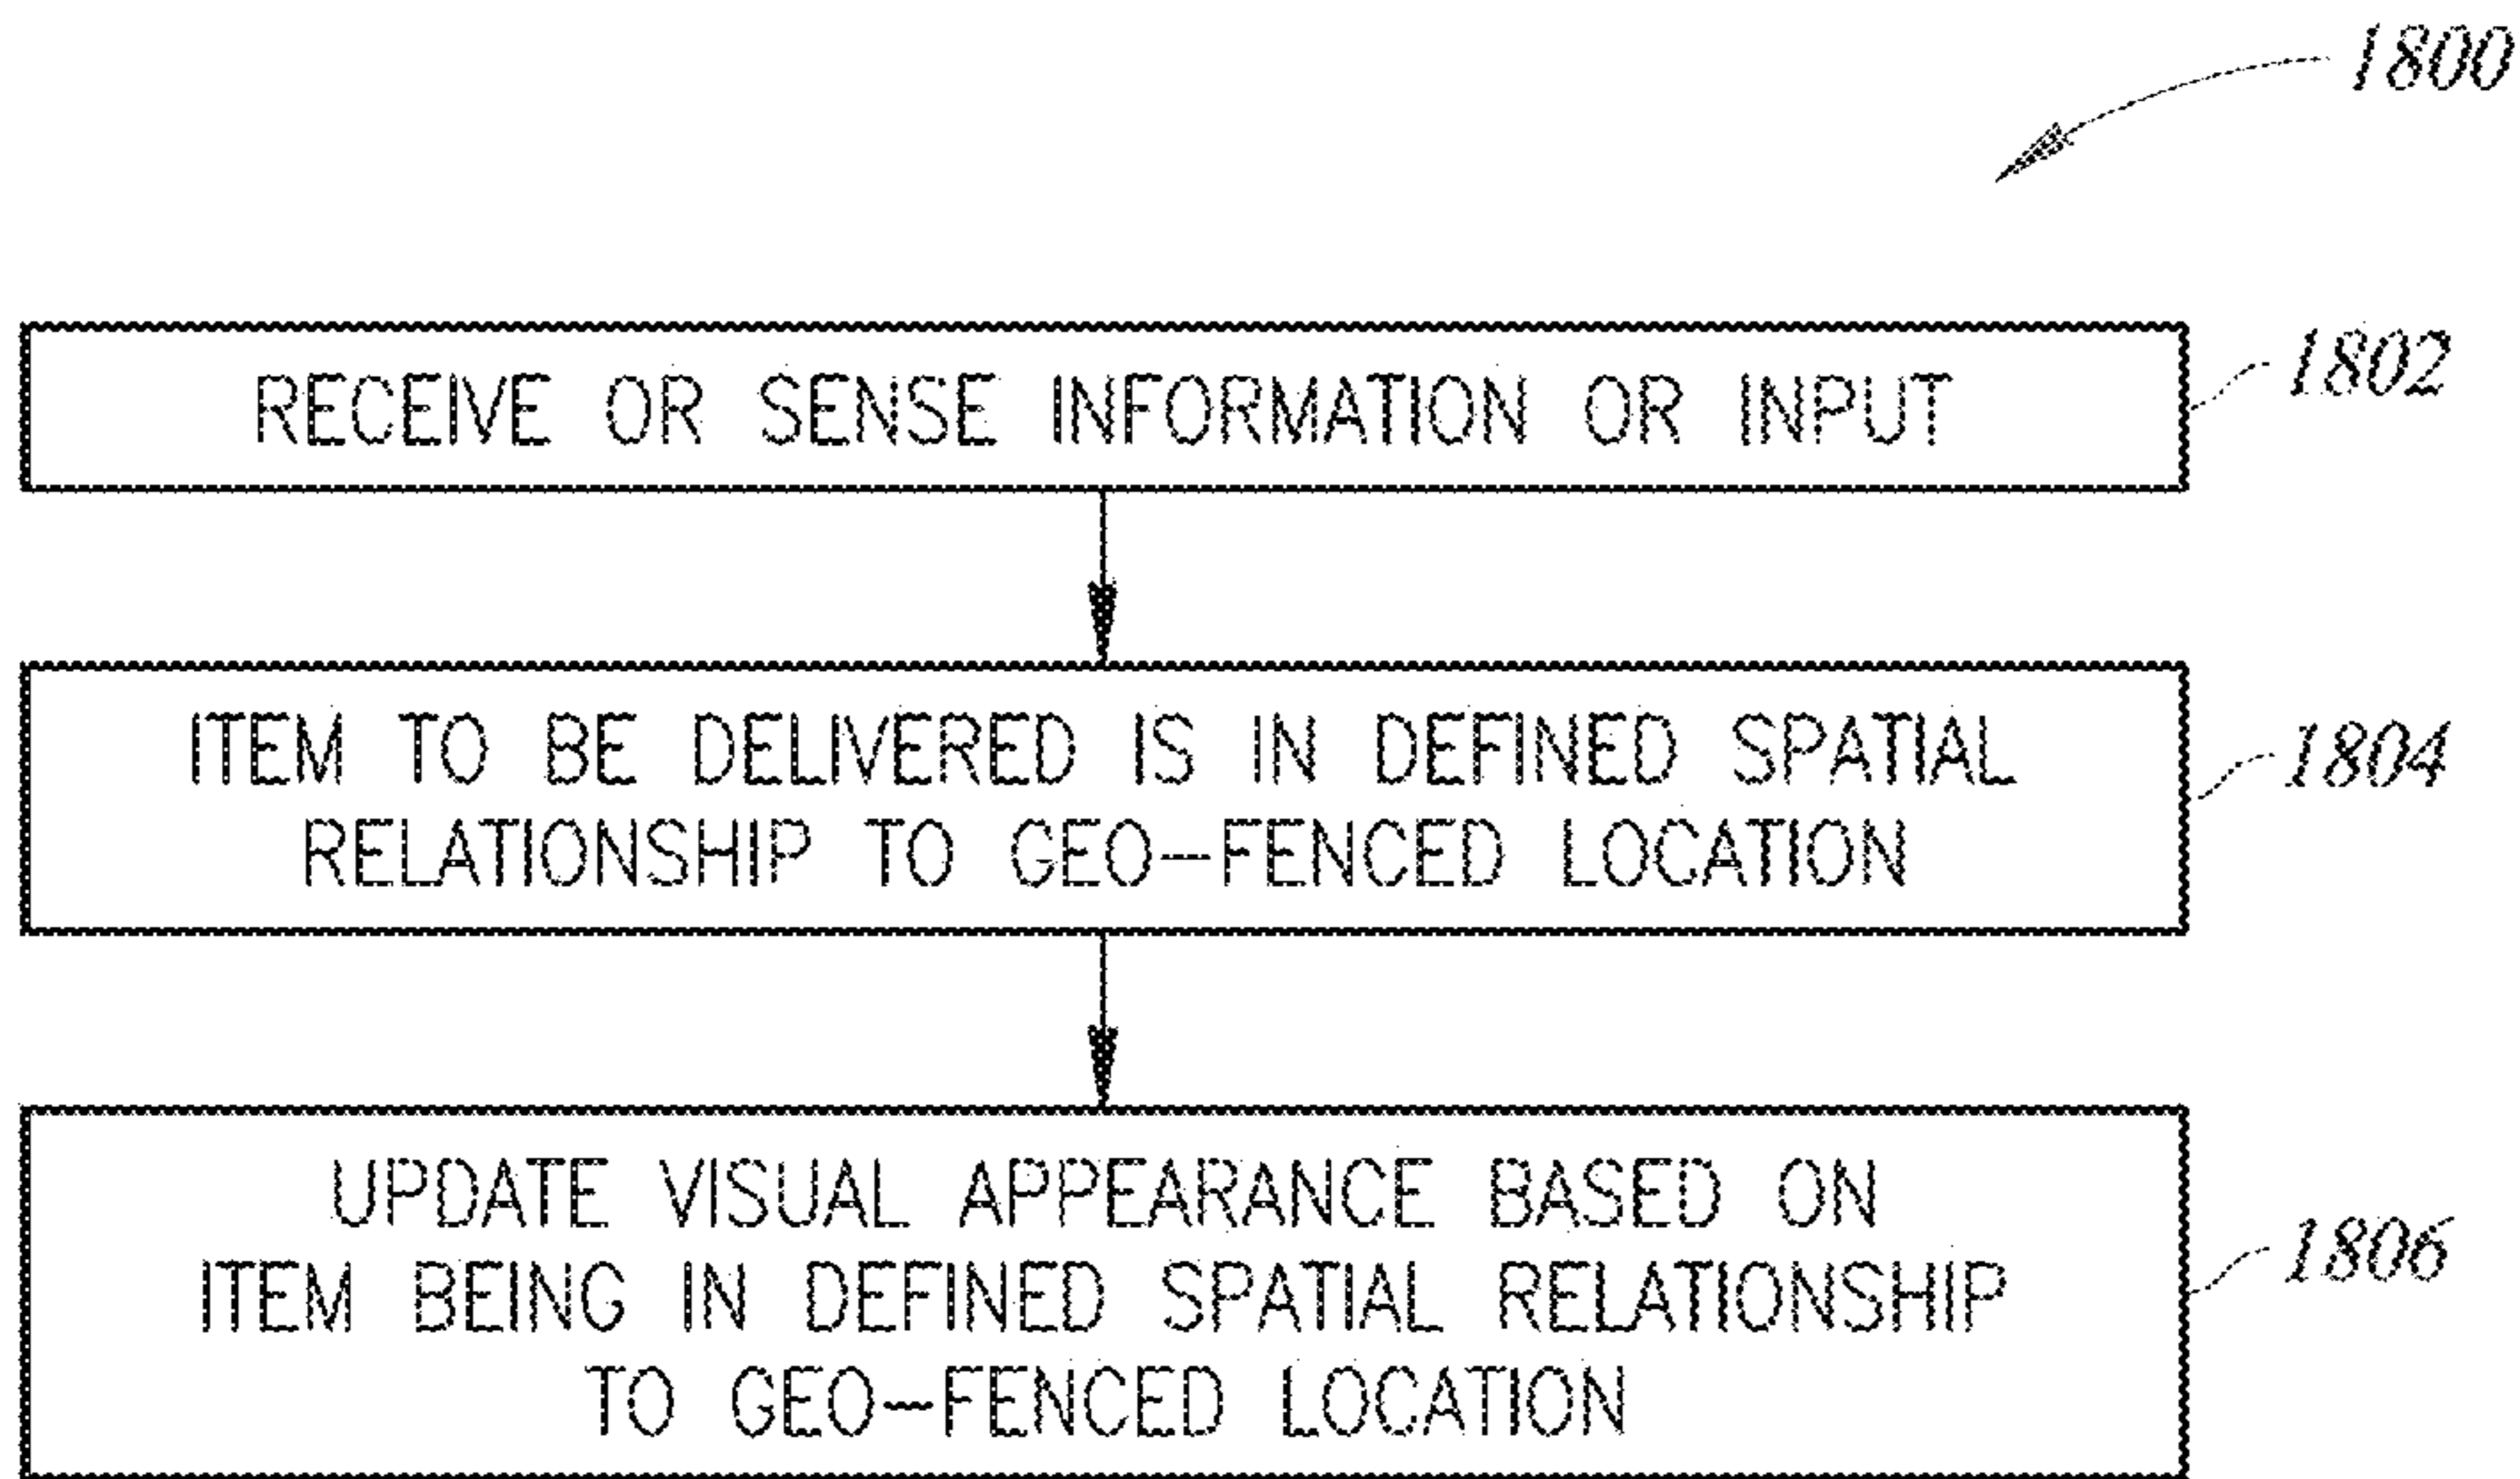 1800
RECEIVE OR SENSE INFORMATION OR INPUT
1802
ITEM TO BE DELIVERED IS IN DEFINED SPATIAL
RELATIONSHIP TO GEO-FENCED LOCATION
1804
UPDATE VISUAL APPEARANCE BASED ON
ITEM BEING IN DEFINED SPATIAL RELATIONSHIP
TO GEO-FENCED LOCATION
1806